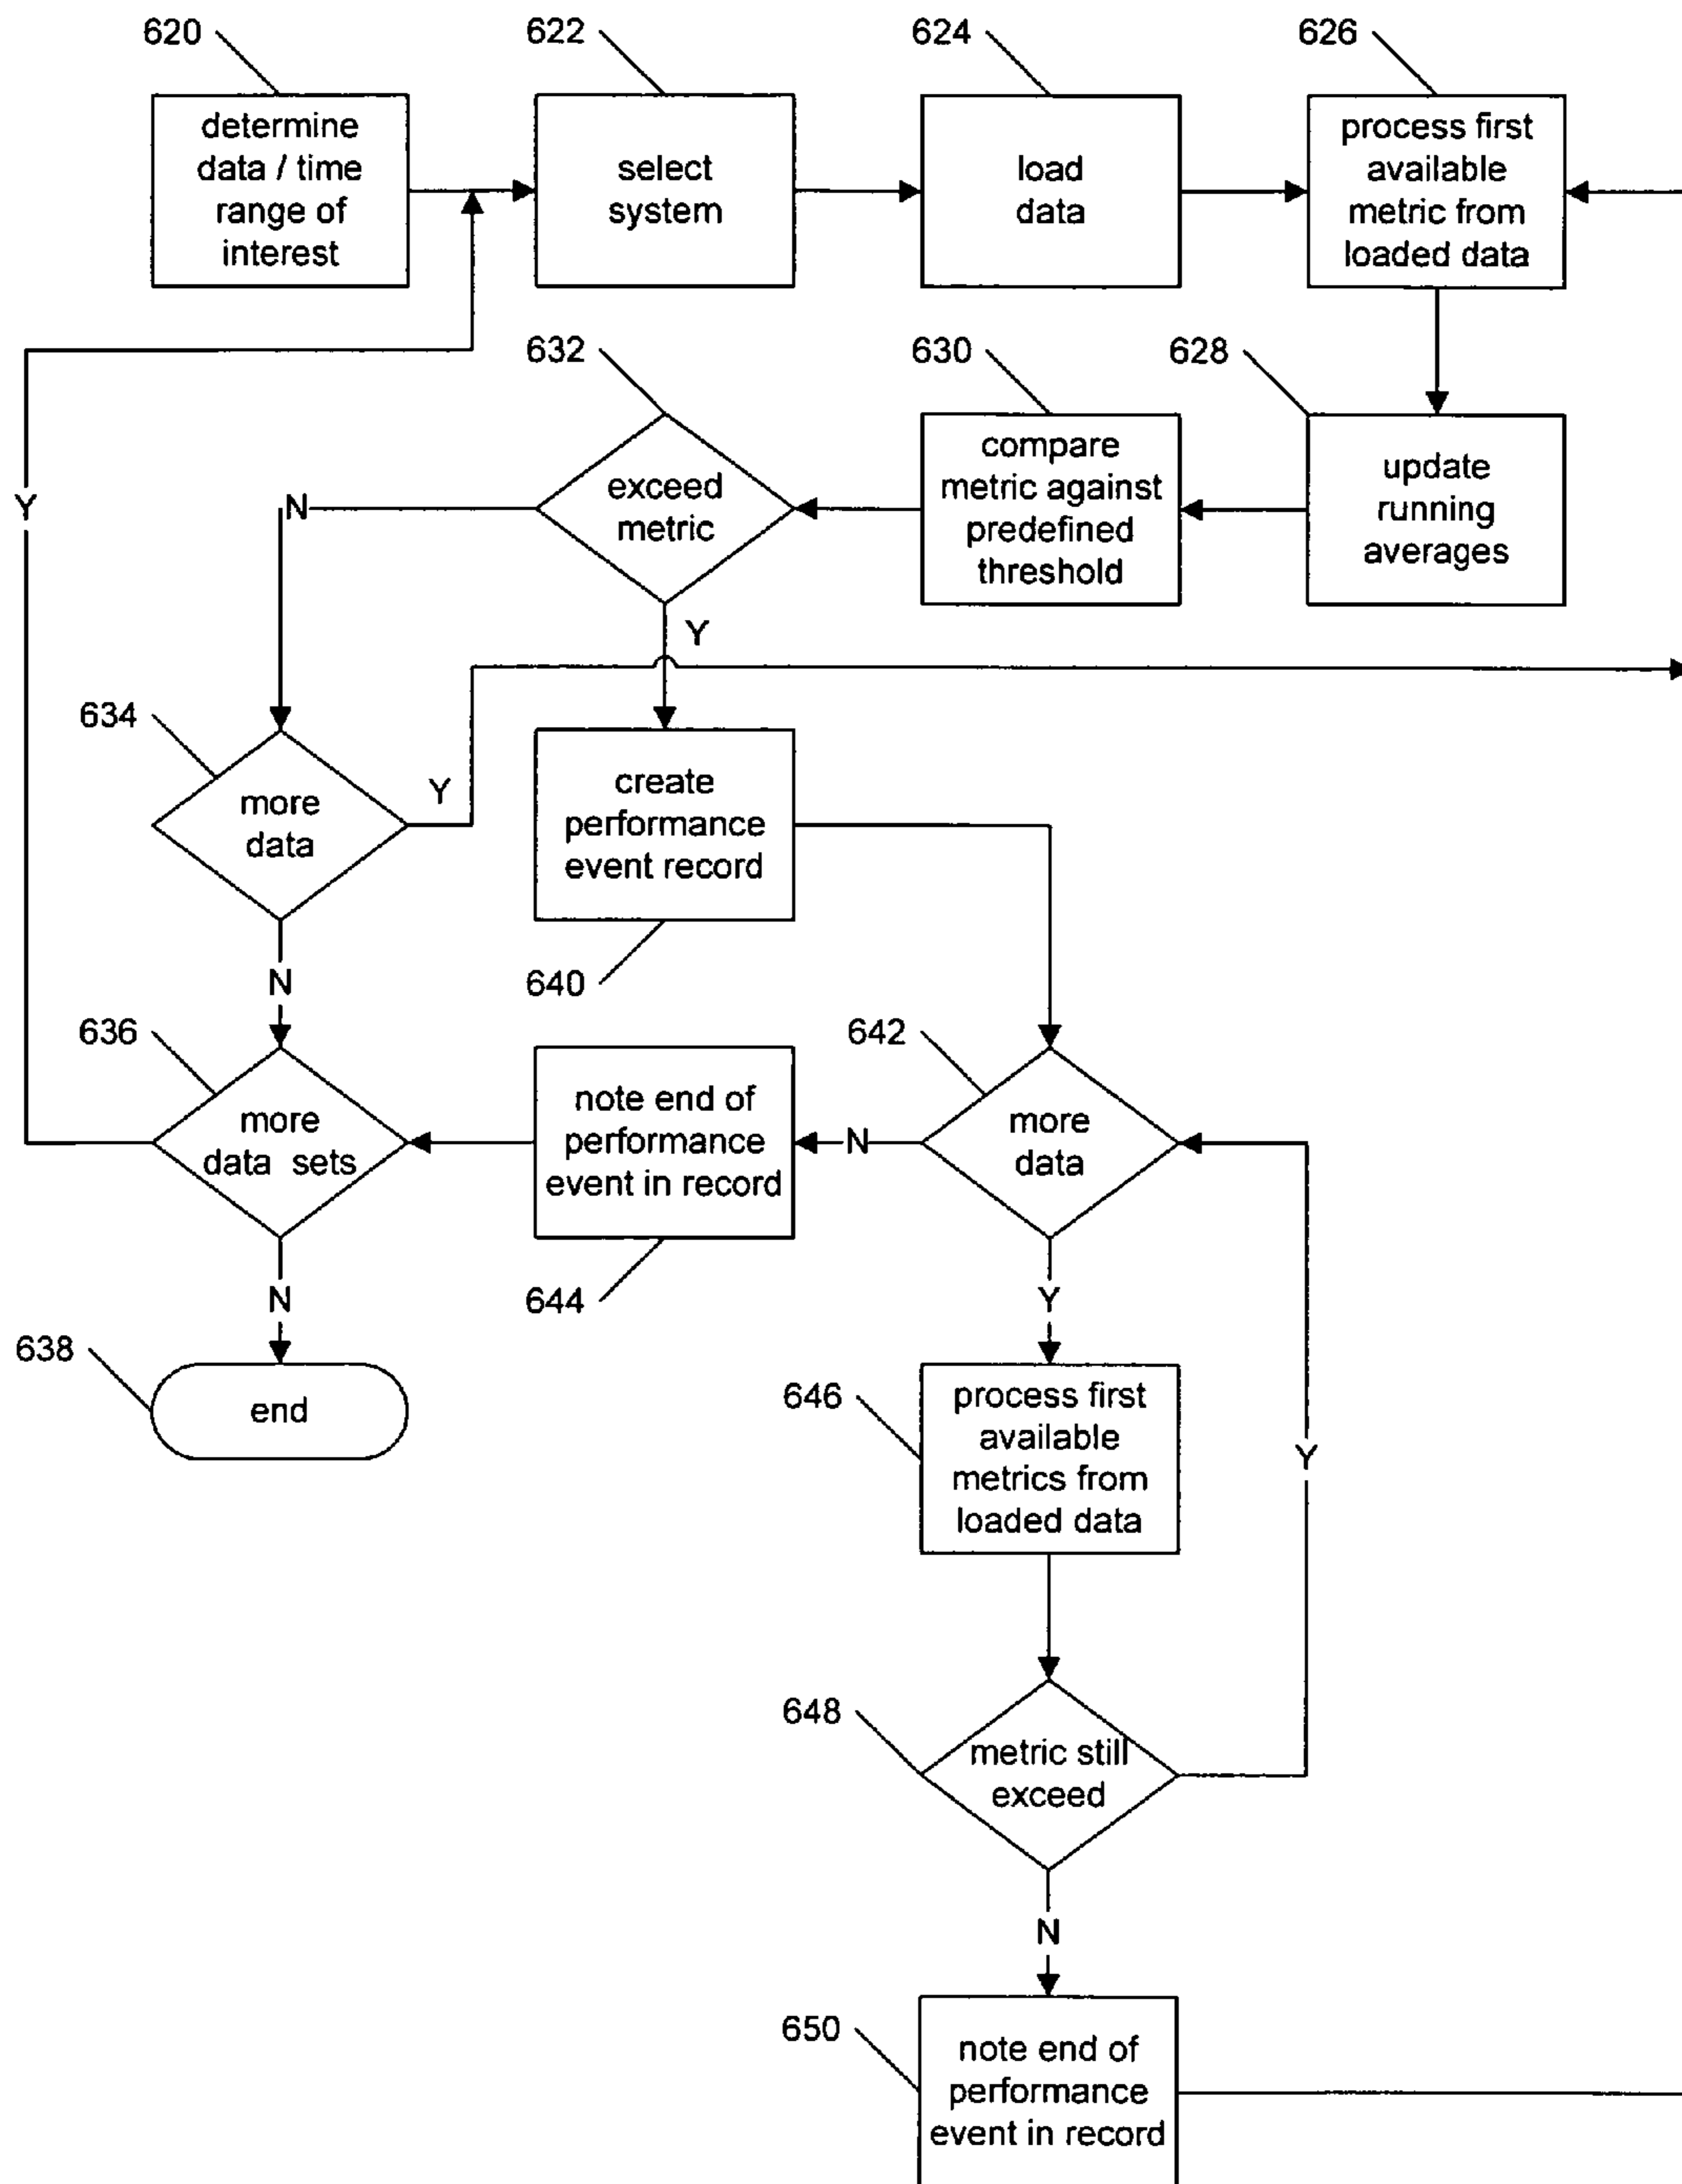 620
622
624
626
determine
data / time
range of
interest
select
system
load
data
process first
available
metric from
loaded data
632
630
628
exceed
metric
compare
metric against
predefined
threshold
update
running
averages
Y
N
Y
634
more
data
Y
create
performance
event record
640
N
636
642
more
data sets
note end of
performance
event in record
N
more
data
644
N
Y
638
end
646
process first
available
metrics from
loaded data
Y
648
metric still
exceed
N
650
note end of
performance
event in record